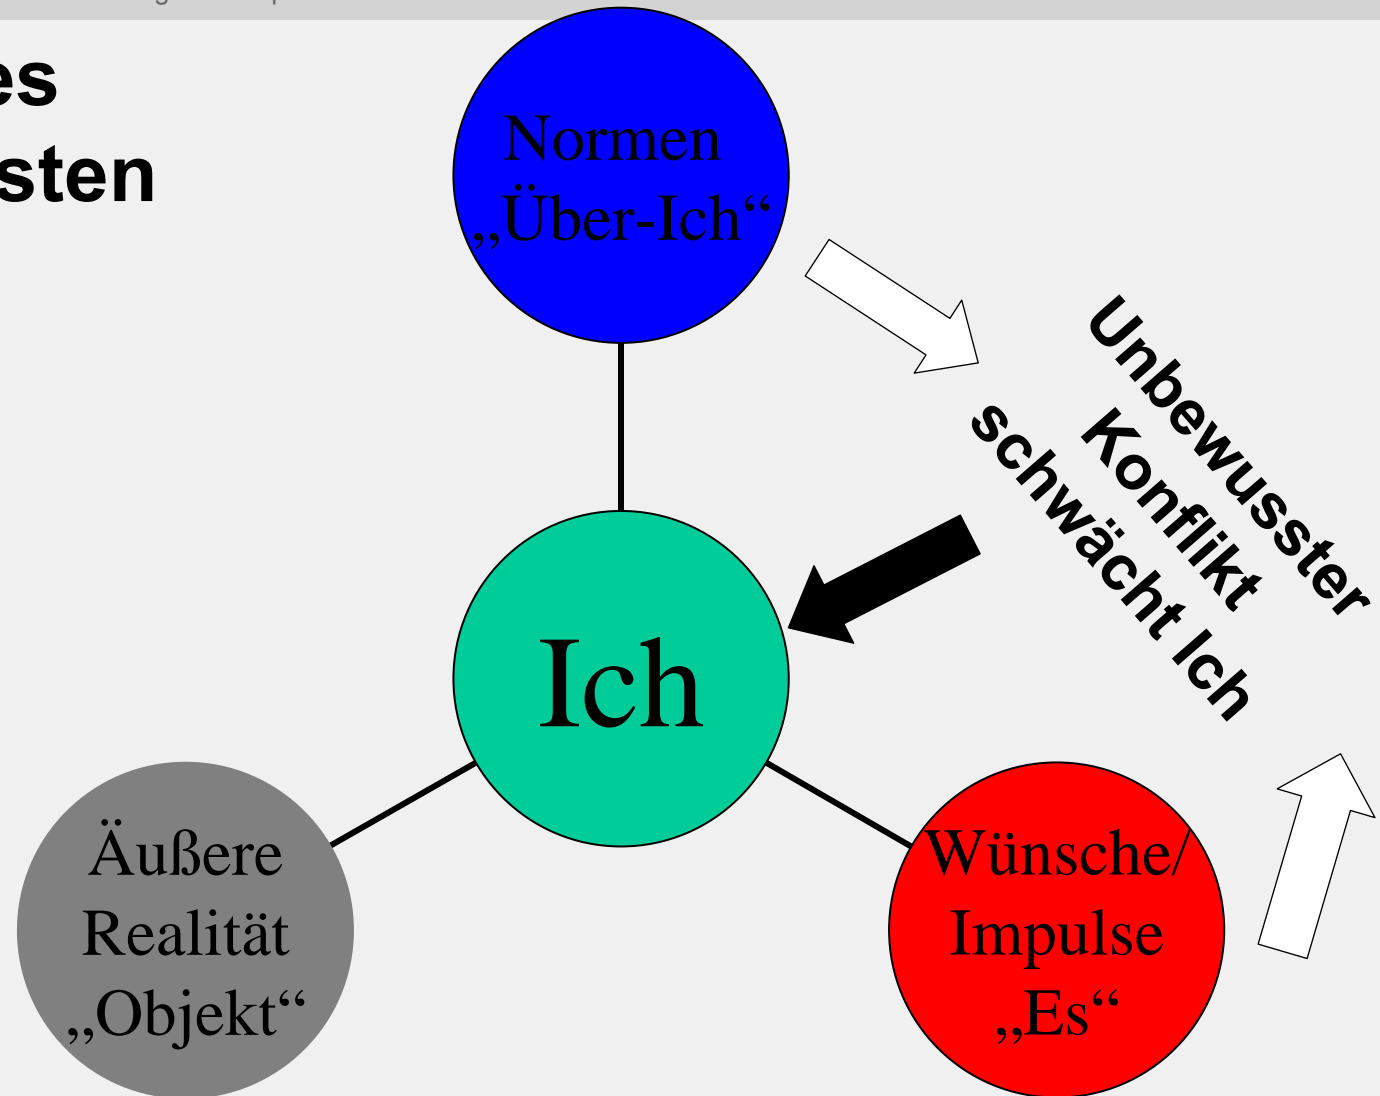 es
sten
Normen
„Über-Ich“
Unbewusster
Konflikt
schwächt Ich
Ich
Äußere
Realität
„Objekt“
Wünsche/
Impulse
„Es“